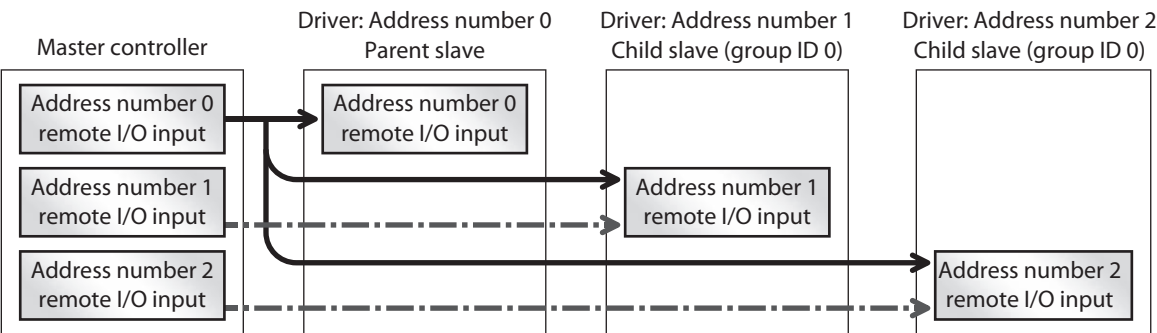 Master controller
Driver: Address number 0
Parent slave
Driver: Address number 1
Child slave (group ID 0)
Driver: Address number 2
Child slave (group ID 0)
Address number 0
remote I/O input
Address number 1
remote I/O input
Address number 2
remote I/O input
Address number 0
remote I/O input
Address number 1
remote I/O input
Address number 2
remote I/O input